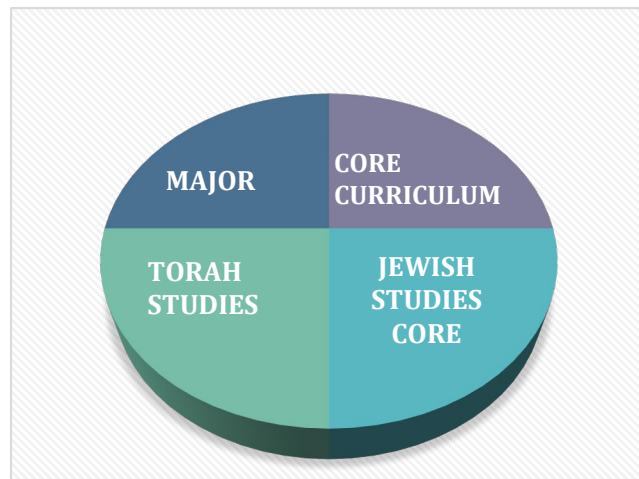 MAJOR
CORE
CURRICULUM
TORAH
STUDIES
JEWISH
STUDIES
CORE